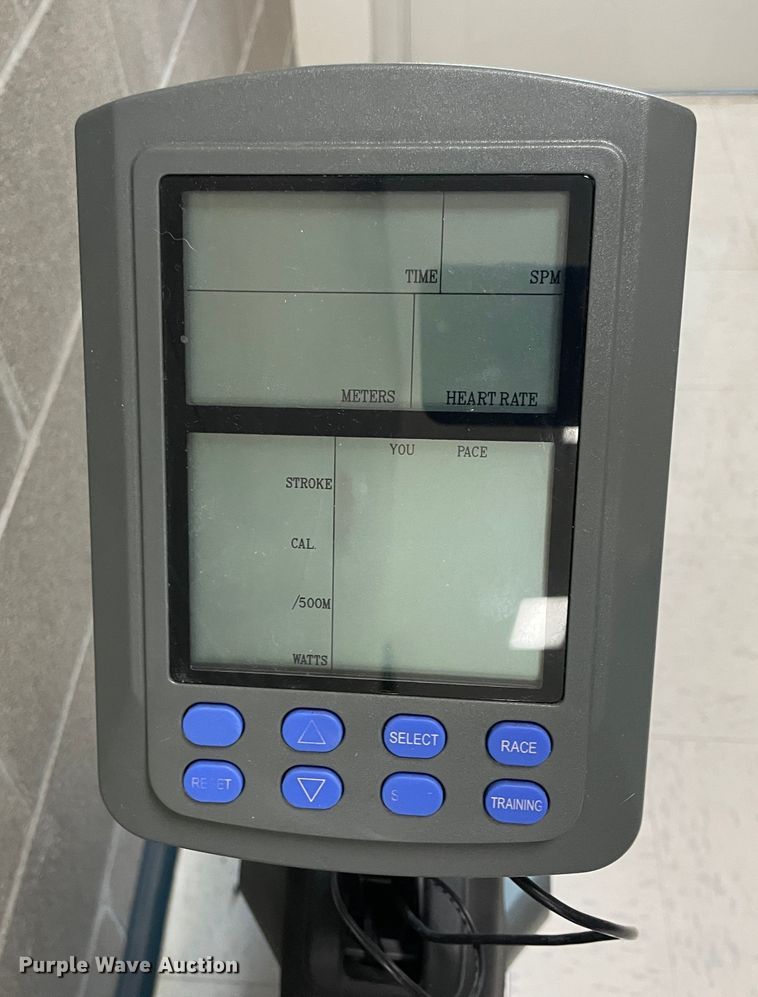 TIME
SPM
METERS
HEART RATE
YOU PACE
STROKE
CAL.
/500M
WATTS
SELECT
RACE
TRAINING
Purple Wave Auction